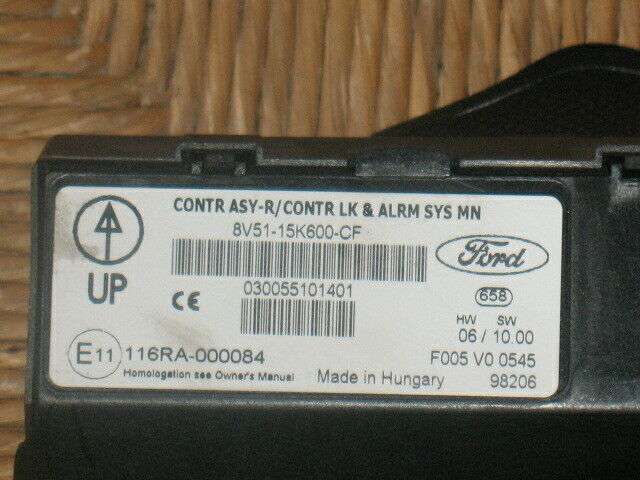 CONTR ASY-R/CONTR LK & ALRM SYS MN
8V51-15K600-CF
Ford
UP
CE
030055101401
658
HW SW
06 / 10.00
E11 116RA-000084
F005 V0 0545
Homologation see Owner's Manual
Made in Hungary
98206